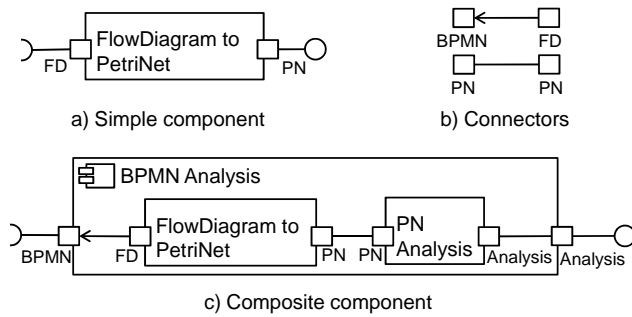 FlowDiagram to
PetriNet
FD
PN
a) Simple component
BPMN
FD
PN
PN
b) Connectors
BPMN Analysis
FlowDiagram to
PetriNet
PN
Analysis
BPMN
FD
PN
PN
Analysis
Analysis
c) Composite component